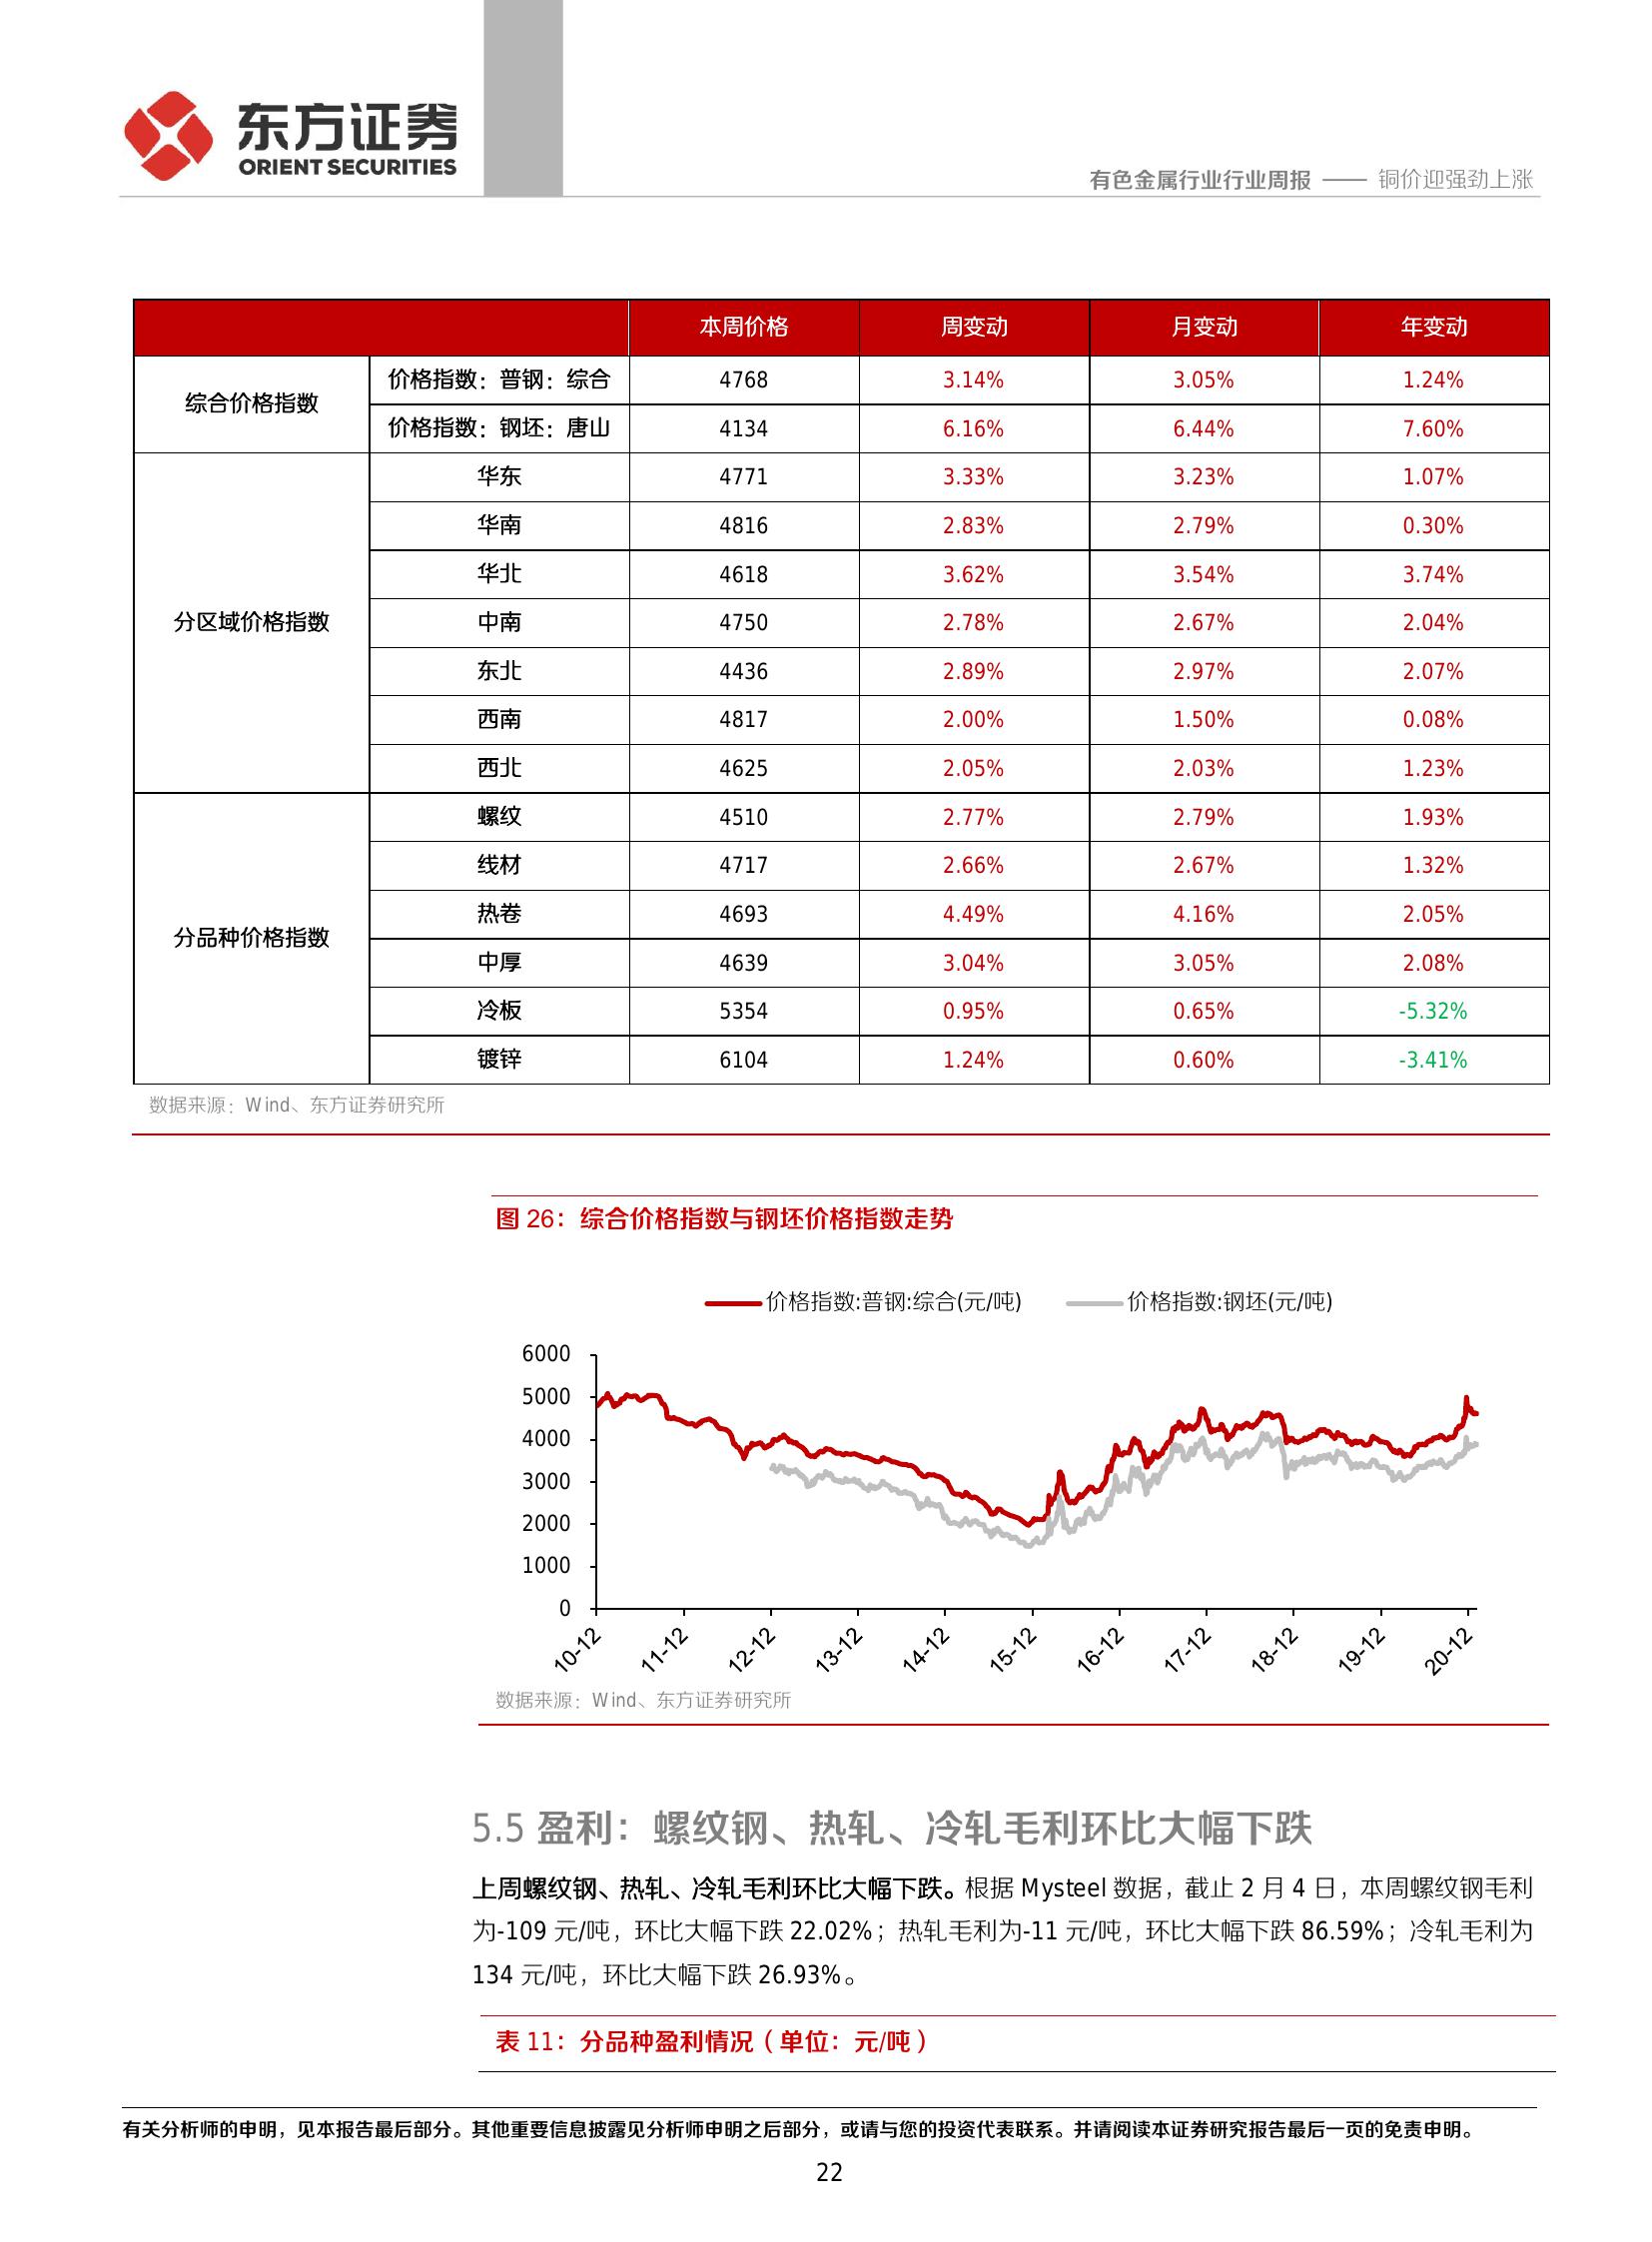 东方证券
ORIENT SECURITIES
有色金属行业行业周报 —— 铜价迎强劲上涨
本周价格 周变动 月变动 年变动
综合价格指数 价格指数：普钢：综合 4768 3.14% 3.05% 1.24%
价格指数：钢坯：唐山 4134 6.16% 6.44% 7.60%
分区域价格指数 华东 4771 3.33% 3.23% 1.07%
华南 4816 2.83% 2.79% 0.30%
华北 4618 3.62% 3.54% 3.74%
中南 4750 2.78% 2.67% 2.04%
东北 4436 2.89% 2.97% 2.07%
西南 4817 2.00% 1.50% 0.08%
西北 4625 2.05% 2.03% 1.23%
分品种价格指数 螺纹 4510 2.77% 2.79% 1.93%
线材 4717 2.66% 2.67% 1.32%
热卷 4693 4.49% 4.16% 2.05%
中厚 4639 3.04% 3.05% 2.08%
冷板 5354 0.95% 0.65% -5.32%
镀锌 6104 1.24% 0.60% -3.41%
数据来源：Wind、东方证券研究所
图 26：综合价格指数与钢坯价格指数走势
价格指数:普钢:综合(元/吨) 价格指数:钢坯(元/吨)
6000
5000
4000
3000
2000
1000
0
10-12 11-12 12-12 13-12 14-12 15-12 16-12 17-12 18-12 19-12 20-12
数据来源：Wind、东方证券研究所
5.5 盈利：螺纹钢、热轧、冷轧毛利环比大幅下跌
上周螺纹钢、热轧、冷轧毛利环比大幅下跌。根据 Mysteel 数据，截止 2 月 4 日，本周螺纹钢毛利
为-109 元/吨，环比大幅下跌 22.02%；热轧毛利为-11 元/吨，环比大幅下跌 86.59%；冷轧毛利为
134 元/吨，环比大幅下跌 26.93%。
表 11：分品种盈利情况（单位：元/吨）
有关分析师的申明，见本报告最后部分。其他重要信息披露见分析师申明之后部分，或请与您的投资代表联系。并请阅读本证券研究报告最后一页的免责申明。
22